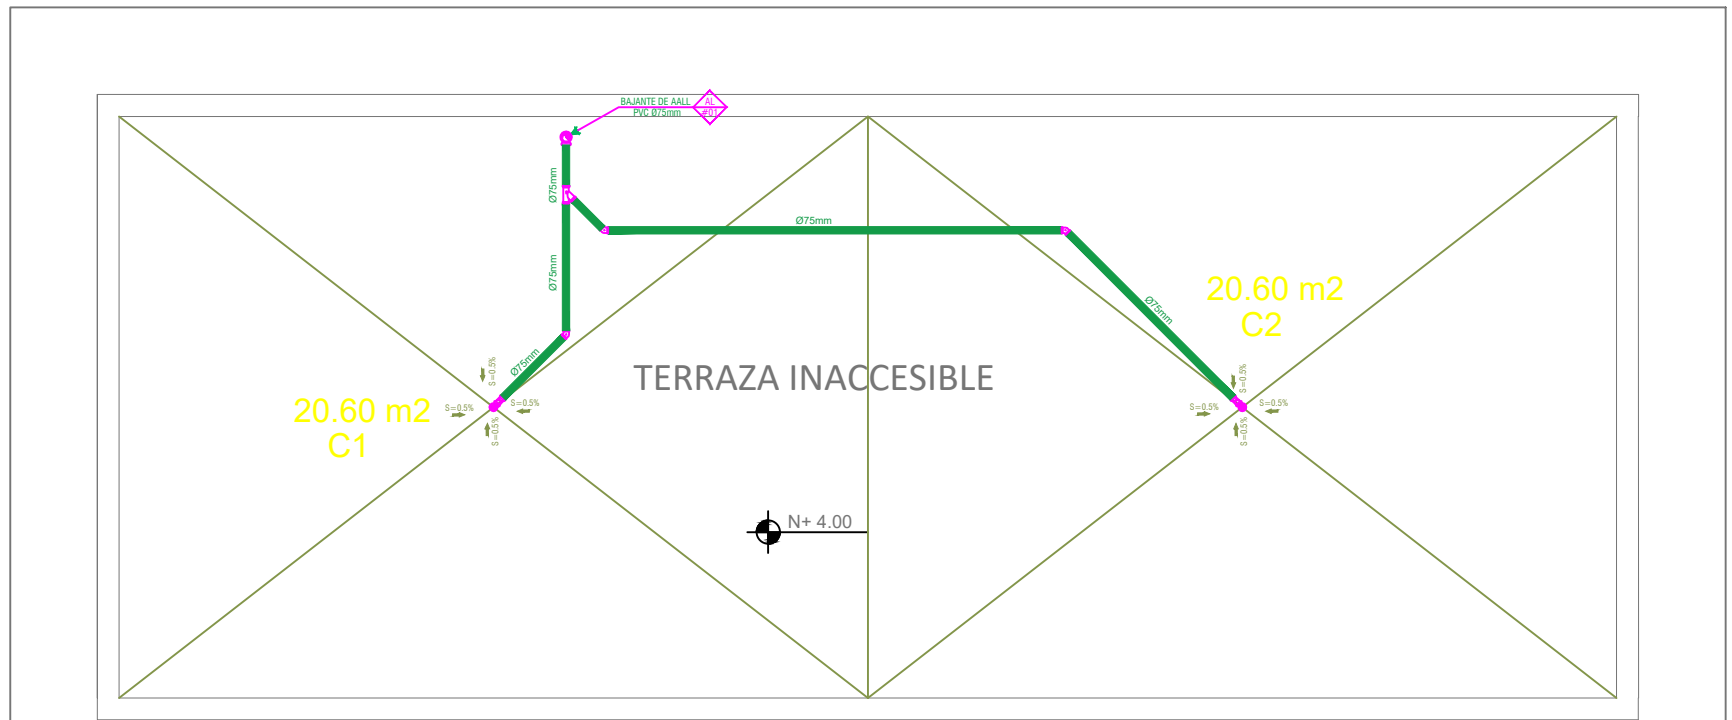 BAJANTE DE AALL
PVC Ø75mm
AL
#01
Ø75mm
Ø75mm
Ø75mm
Ø75mm
Ø75mm
20.60 m2
C2
TERRAZA INACCESIBLE
20.60 m2
C1
S=0.5%
S=0.5%
S=0.5%
S=0.5%
S=0.5%
S=0.5%
S=0.5%
S=0.5%
N+ 4.00